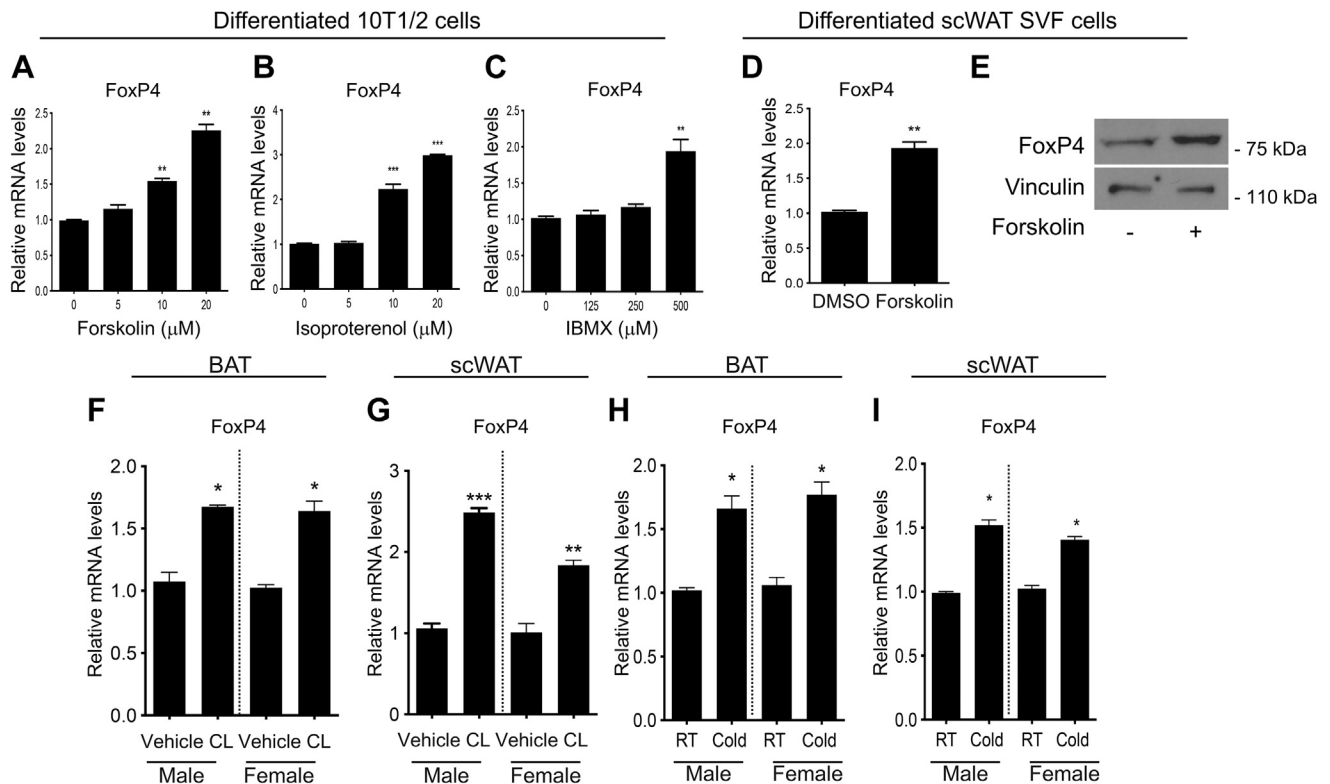 Differentiated 10T1/2 cells
Differentiated scWAT SVF cells
A
FoxP4
Relative mRNA levels
2.5
2.0
1.5
1.0
0.5
0.0
**
**
0 5 10 20
Forskolin (μM)
B
FoxP4
Relative mRNA levels
4
3
2
1
0
***
***
0 5 10 20
Isoproterenol (μM)
C
FoxP4
Relative mRNA levels
2.5
2.0
1.5
1.0
0.5
0.0
**
0 125 250 500
IBMX (μM)
D
FoxP4
Relative mRNA levels
2.5
2.0
1.5
1.0
0.5
0.0
**
DMSO Forskolin
E
FoxP4
- 75 kDa
Vinculin
- 110 kDa
Forskolin - +
BAT
F
FoxP4
Relative mRNA levels
2.0
1.5
1.0
0.5
0.0
*
*
Vehicle CL Vehicle CL
Male Female
scWAT
G
FoxP4
Relative mRNA levels
3
2
1
0
***
**
Vehicle CL Vehicle CL
Male Female
BAT
H
FoxP4
Relative mRNA levels
2.0
1.5
1.0
0.5
0.0
*
*
RT Cold RT Cold
Male Female
scWAT
I
FoxP4
Relative mRNA levels
2.0
1.5
1.0
0.5
0.0
*
*
RT Cold RT Cold
Male Female